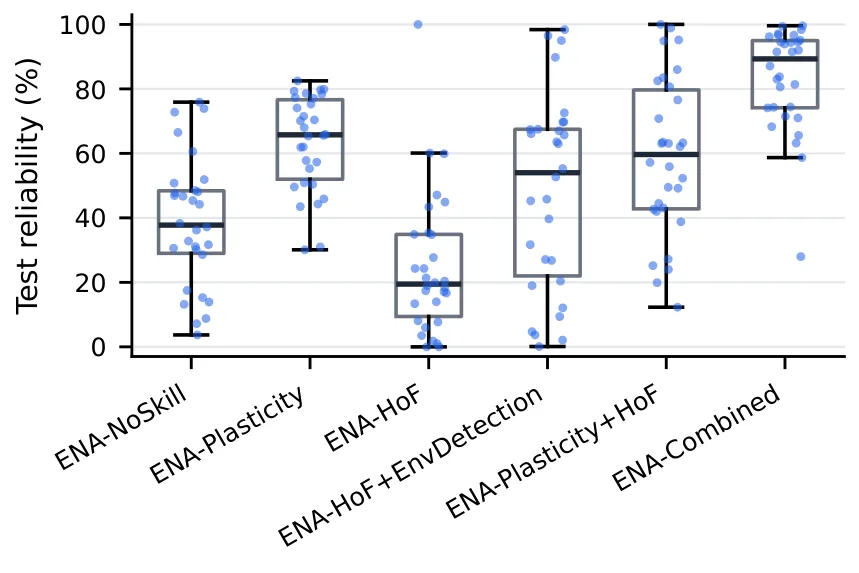 Test reliability (%)
100
80
60
40
20
0
ENA-NoSkill
ENA-Plasticity
ENA-HoF
ENA-HoF+EnvDetection
ENA-Plasticity+HoF
ENA-Combined